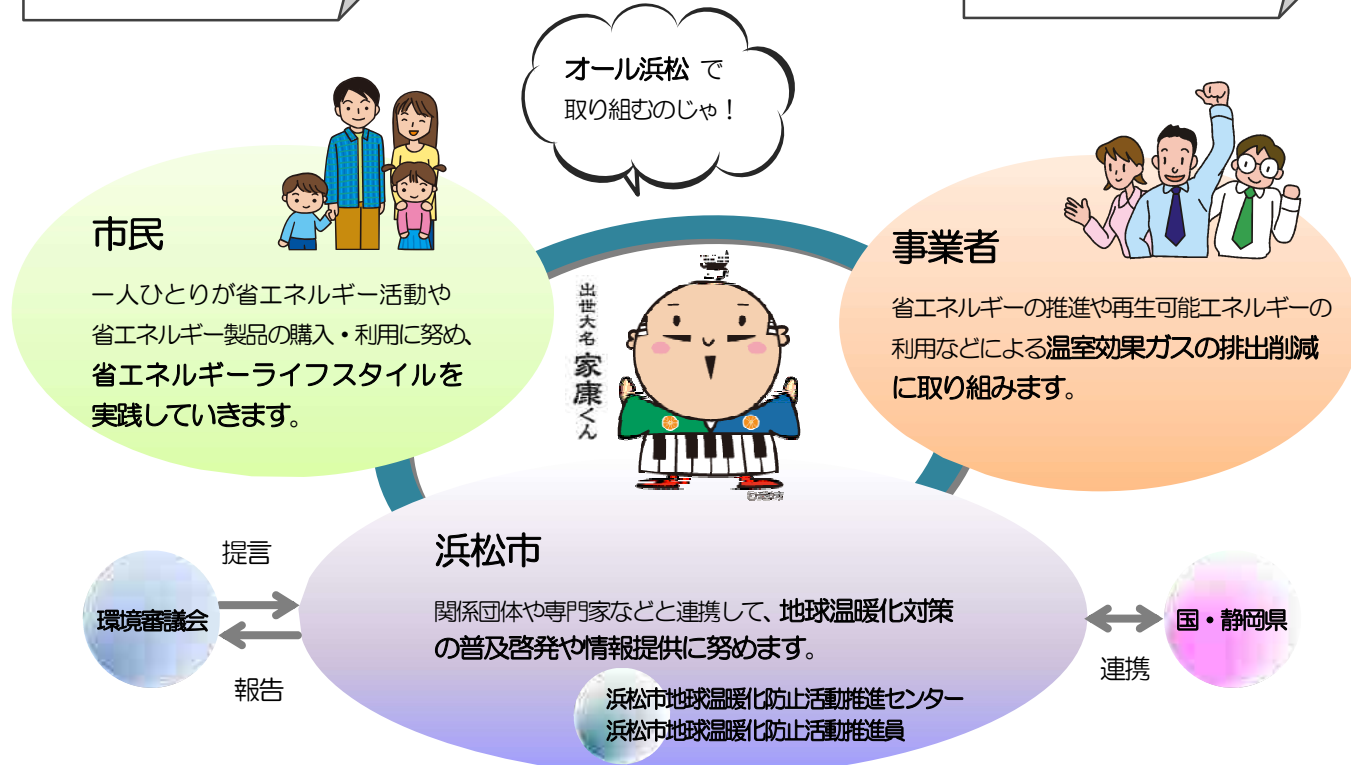 オール浜松 で
取り組むのじゃ！
市民
一人ひとりが省エネルギー活動や
省エネルギー製品の購入・利用に努め、
省エネルギーライフスタイルを
実践していきます。
出世大名 家康くん
事業者
省エネルギーの推進や再生可能エネルギーの
利用などによる温室効果ガスの排出削減
に取り組みます。
浜松市
関係団体や専門家などと連携して、地球温暖化対策
の普及啓発や情報提供に努めます。
浜松市地球温暖化防止活動推進センター
浜松市地球温暖化防止活動推進員
提言
環境審議会
報告
国・静岡県
連携